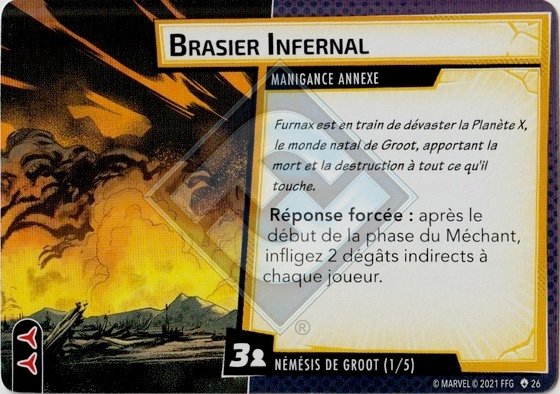 BRASIER INFERNAL
MANIGANCE ANNEXE
Furnax est en train de dévaster la Planète X,
le monde natal de Groot, apportant la
mort et la destruction à tout ce qu'il
touche.
Réponse forcée : après le
début de la phase du Méchant,
infligez 2 dégâts indirects à
chaque joueur.
®
3
NÉMÉSIS DE GROOT (1/5)
© MARVEL © 2021 FFG 26